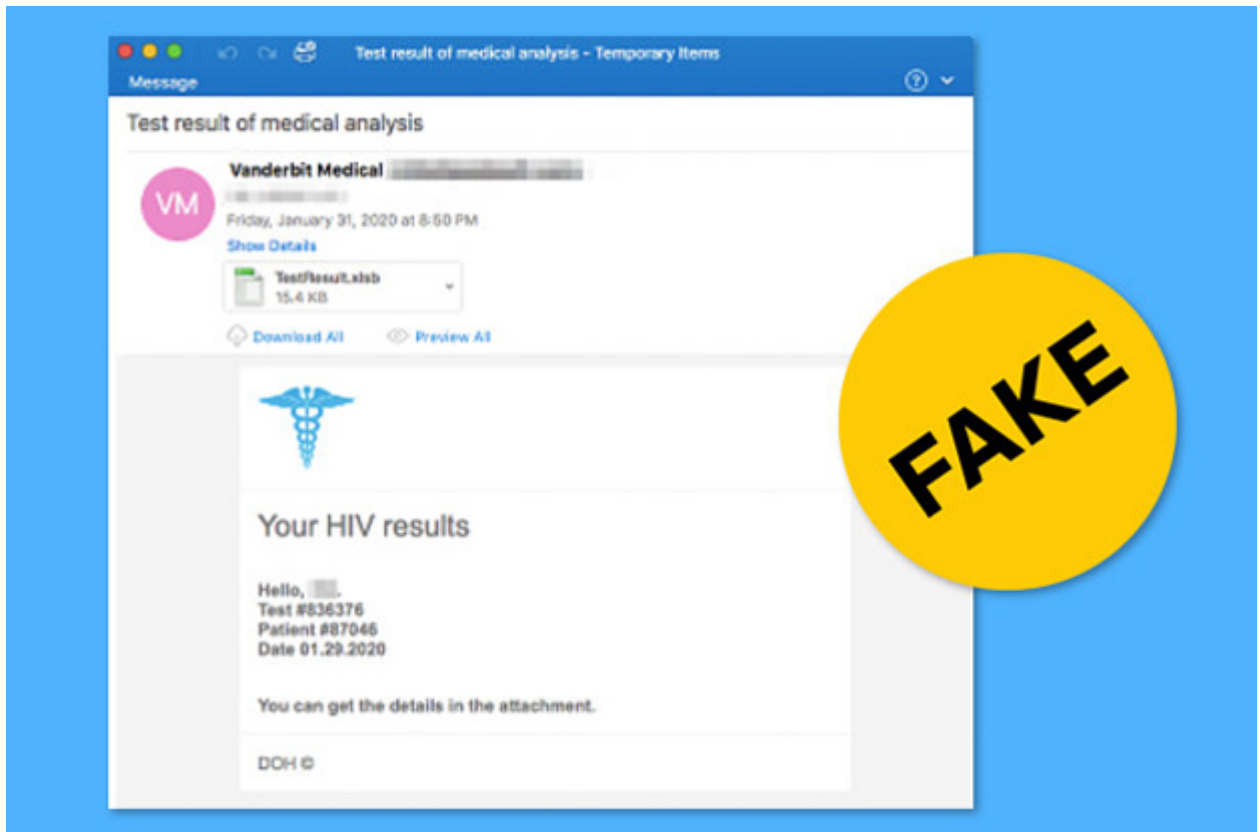 Test result of medical analysis – Temporary Items
Message
Test result of medical analysis
VM
Vanderbit Medical
Friday, January 31, 2020 at 8:50 PM
Show Details
TestResult.xlsb
15.4 KB
Download All Preview All
FAKE
Your HIV results
Hello,
Test #836376
Patient #87046
Date 01.29.2020
You can get the details in the attachment.
DOH ©